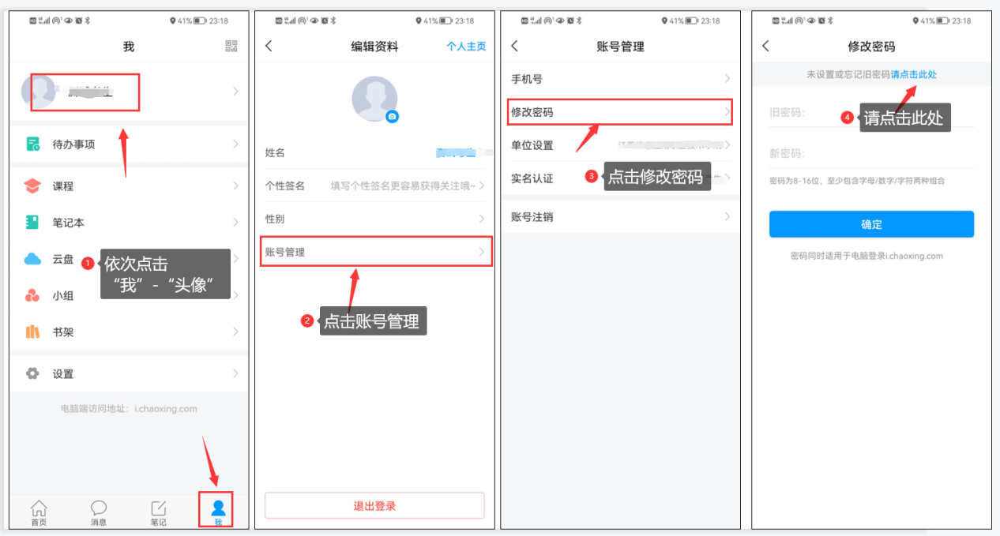 41% 23:18
我
待办事项
课程
笔记本
云盘
1
依次点击
“我” - “头像”
小组
书架
设置
电脑端访问地址：i.chaoxing.com
首页
消息
笔记
我
41% 23:18
编辑资料
个人主页
姓名
个性签名
填写个性签名更容易获得关注哦~
性别
账号管理
2
点击账号管理
退出登录
41% 23:18
账号管理
手机号
修改密码
单位设置
实名认证
3
点击修改密码
账号注销
41% 23:18
修改密码
未设置或忘记旧密码请点击此处
旧密码：
4
请点击此处
新密码：
密码为8-16位，至少包含字母/数字/字符两种组合
确定
密码同时适用于电脑登录i.chaoxing.com